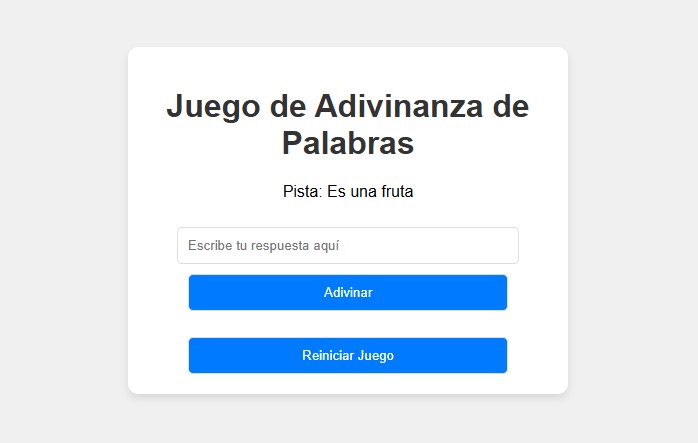 Juego de Adivinanza de
Palabras
Pista: Es una fruta
Escribe tu respuesta aquí
Adivinar
Reiniciar Juego